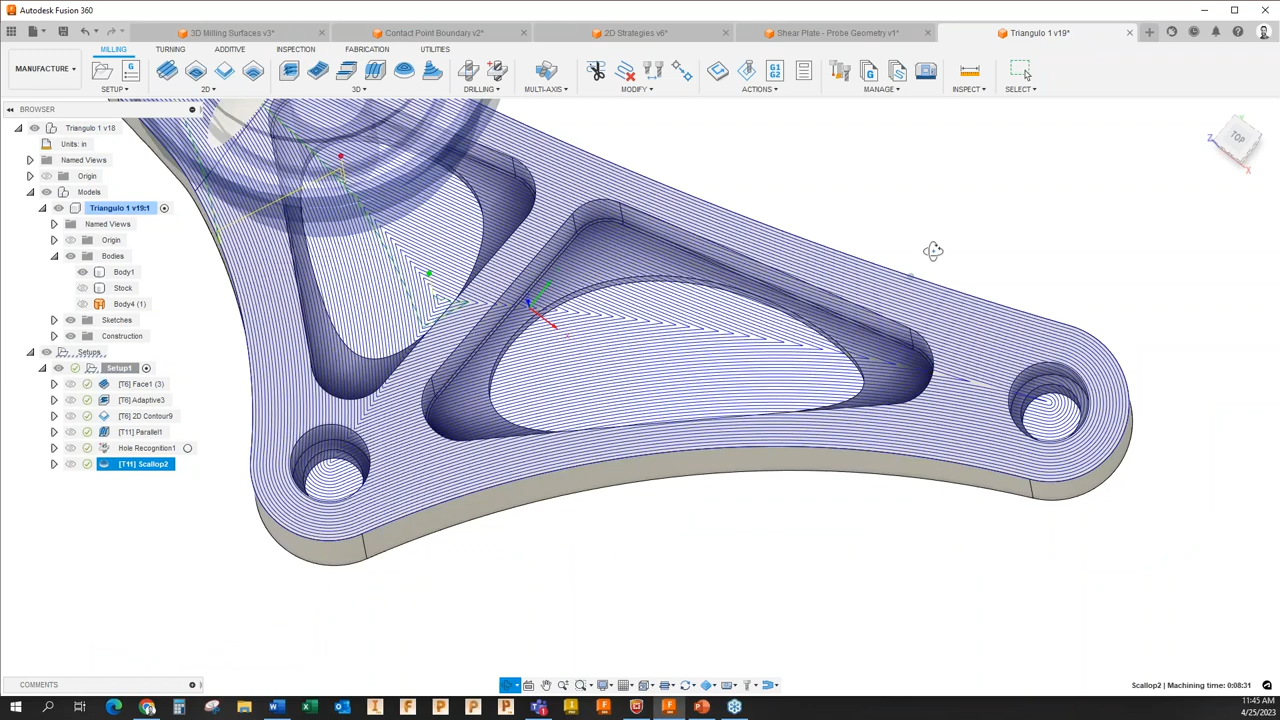 Autodesk Fusion 360
3D Milling Surfaces v3*
Contact Point Boundary v2*
2D Strategies v6*
Shear Plate - Probe Geometry v1*
Triangulo 1 v19*
MILLING
TURNING
ADDITIVE
INSPECTION
FABRICATION
UTILITIES
MANUFACTURE
SETUP
2D
3D
DRILLING
MULTI-AXIS
MODIFY
ACTIONS
MANAGE
INSPECT
SELECT
G1
G2
BROWSER
Triangulo 1 v18
Units: in
Named Views
Origin
Models
Triangulo 1 v19:1
Named Views
Origin
Bodies
Body1
Stock
Body4 (1)
Sketches
Construction
Setups
Setup1
[T6] Face1 (3)
[T6] Adaptive3
[T6] 2D Contour9
[T11] Parallel1
Hole Recognition1
[T11] Scallop2
TOP
Z
X
COMMENTS
Scallop2 | Machining time: 0:08:31
11:45 AM
4/25/2023